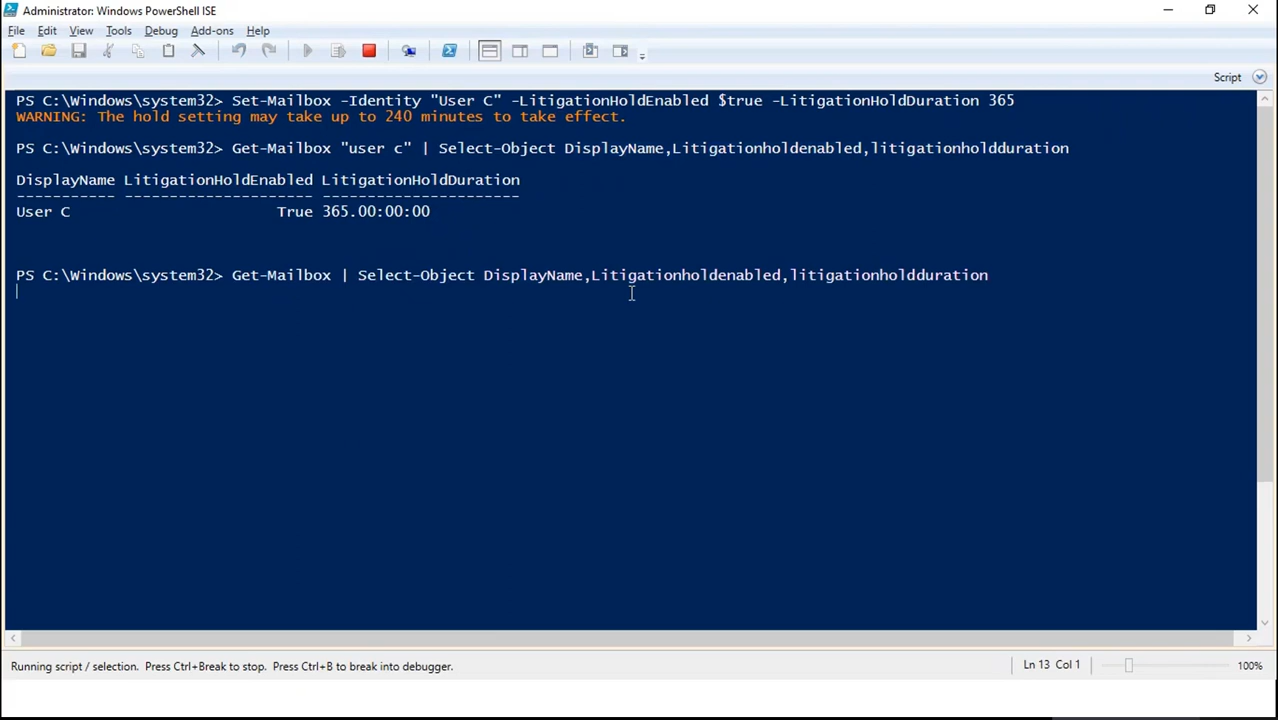 Administrator: Windows PowerShell ISE
File Edit View Tools Debug Add-ons Help
Script
PS C:\Windows\system32> Set-Mailbox -Identity "User C" -LitigationHoldEnabled $true -LitigationHoldDuration 365
WARNING: The hold setting may take up to 240 minutes to take effect.
PS C:\Windows\system32> Get-Mailbox "user c" | Select-Object DisplayName,Litigationholdenabled,litigationholdduration
DisplayName LitigationHoldEnabled LitigationHoldDuration
----------- --------------------- ----------------------
User C True 365.00:00:00
PS C:\Windows\system32> Get-Mailbox | Select-Object DisplayName,Litigationholdenabled,litigationholdduration
Running script / selection. Press Ctrl+Break to stop. Press Ctrl+B to break into debugger. Ln 13 Col 1 100%